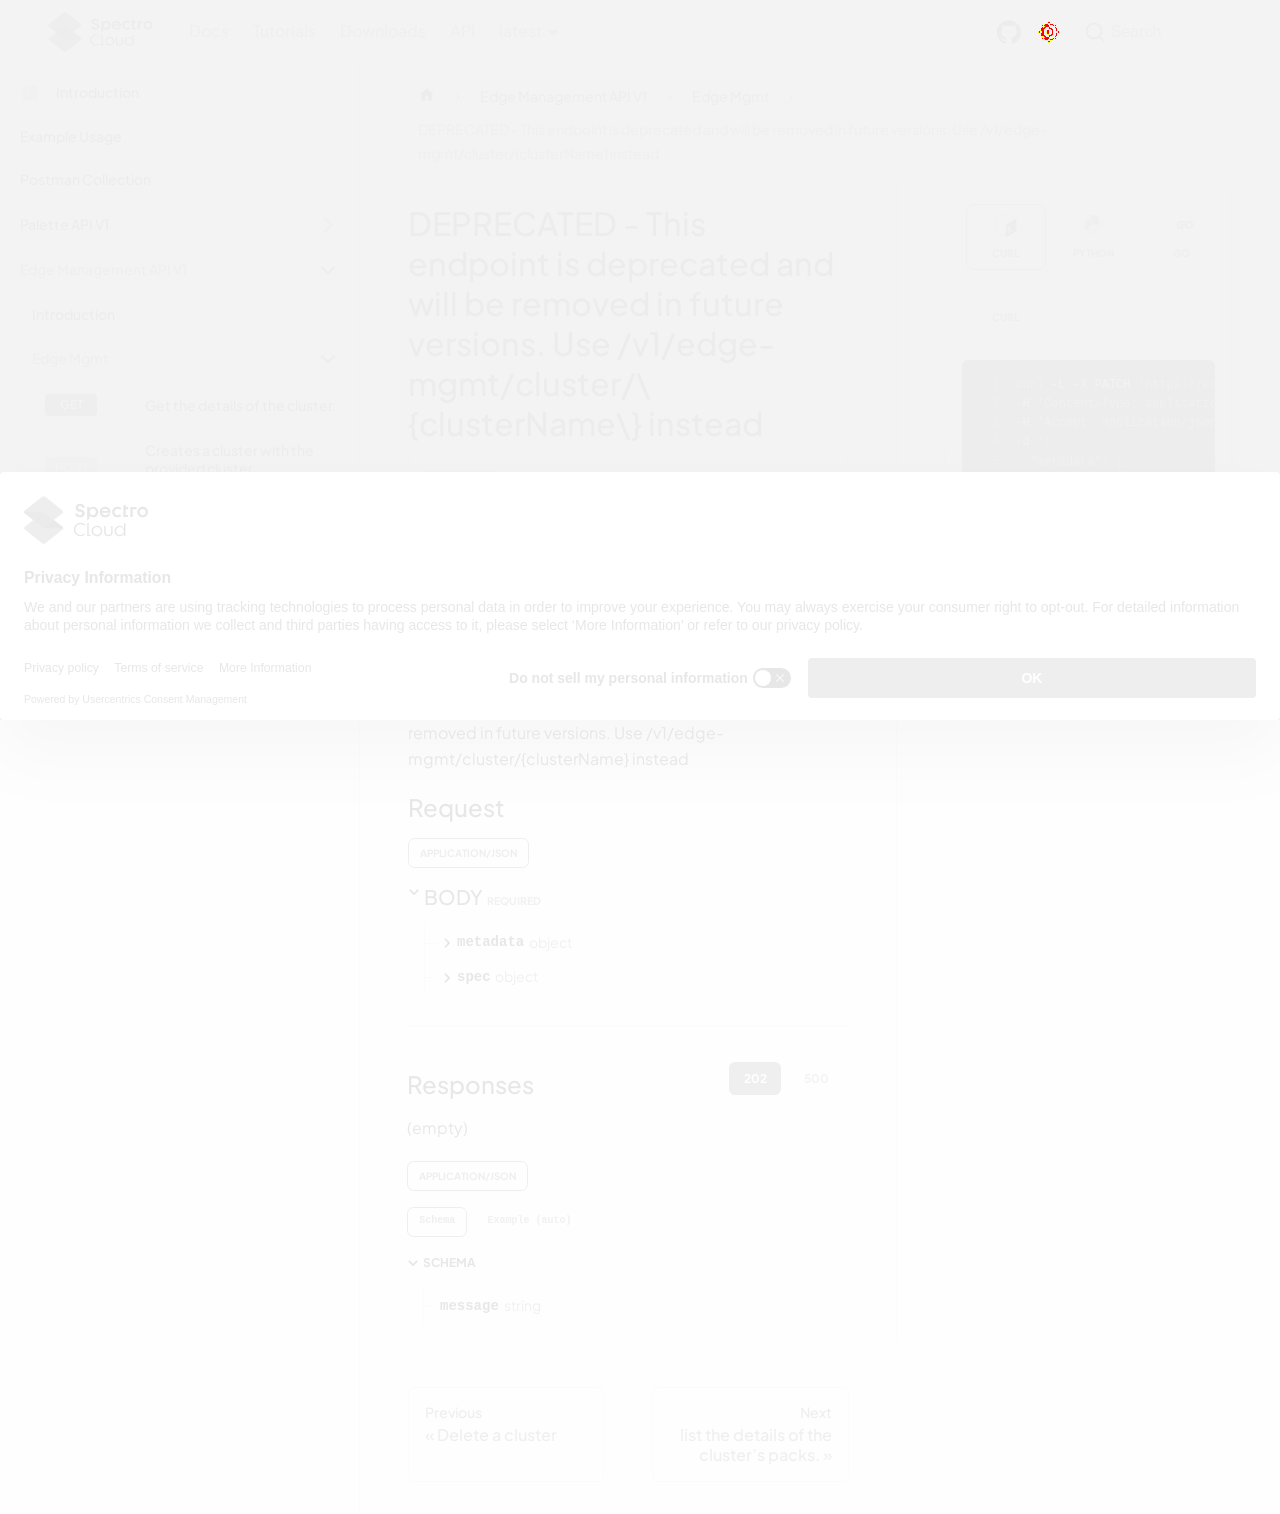 Spectro
Cloud
Docs
Tutorials
Downloads
API
latest
Search
Introduction
Example Usage
Postman Collection
Palette API V1
Edge Management API V1
Introduction
Edge Mgmt
GET
Get the details of the cluster.
Creates a cluster with the
provided cluster
Edge Management API V1
Edge Mgmt
DEPRECATED - This endpoint is deprecated and will be removed in future versions. Use /v1/edge-
mgmt/cluster/\{clusterName\} instead
DEPRECATED - This
endpoint is deprecated and
will be removed in future
versions. Use /v1/edge-
mgmt/cluster/\
{clusterName\} instead
CURL
PYTHON
GO
CURL
PATCH
Spectro
Cloud
Privacy Information
We and our partners are using tracking technologies to process personal data in order to improve your experience. You may always exercise your consumer right to opt-out. For detailed information
about personal information we collect and third parties having access to it, please select 'More Information' or refer to our privacy policy.
Privacy policy
Terms of service
More Information
Powered by Usercentrics Consent Management
Do not sell my personal information
OK
removed in future versions. Use /v1/edge-
mgmt/cluster/{clusterName} instead
Request
APPLICATION/JSON
BODY REQUIRED
metadata object
spec object
Responses
202
500
(empty)
APPLICATION/JSON
Schema
Example (auto)
SCHEMA
message string
Previous
« Delete a cluster
Next
list the details of the
cluster's packs. »